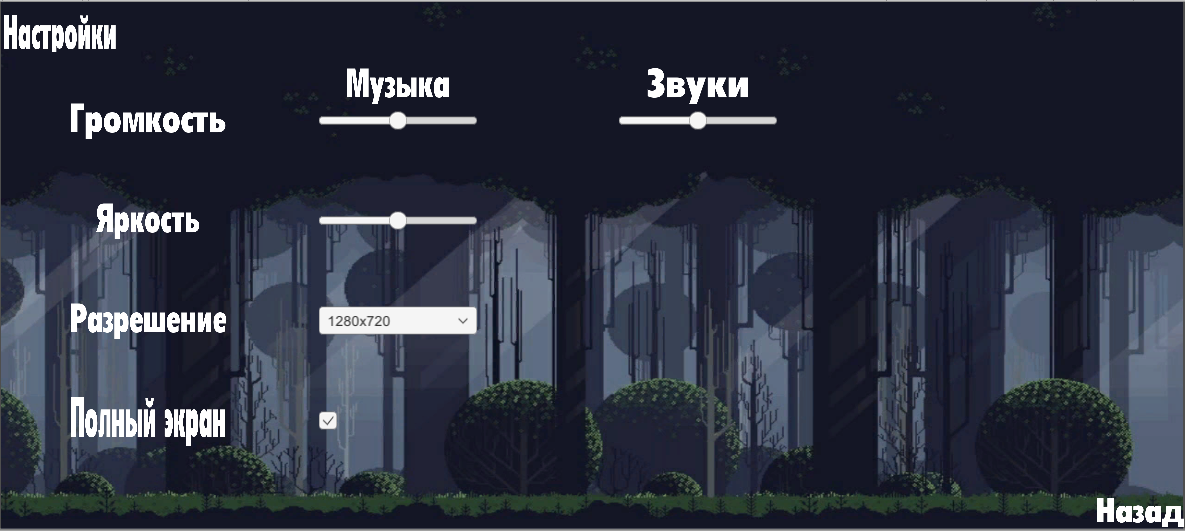 Настройки
Музыка
Звуки
Громкость
Яркость
Разрешение
1280x720
Полный экран
Назад